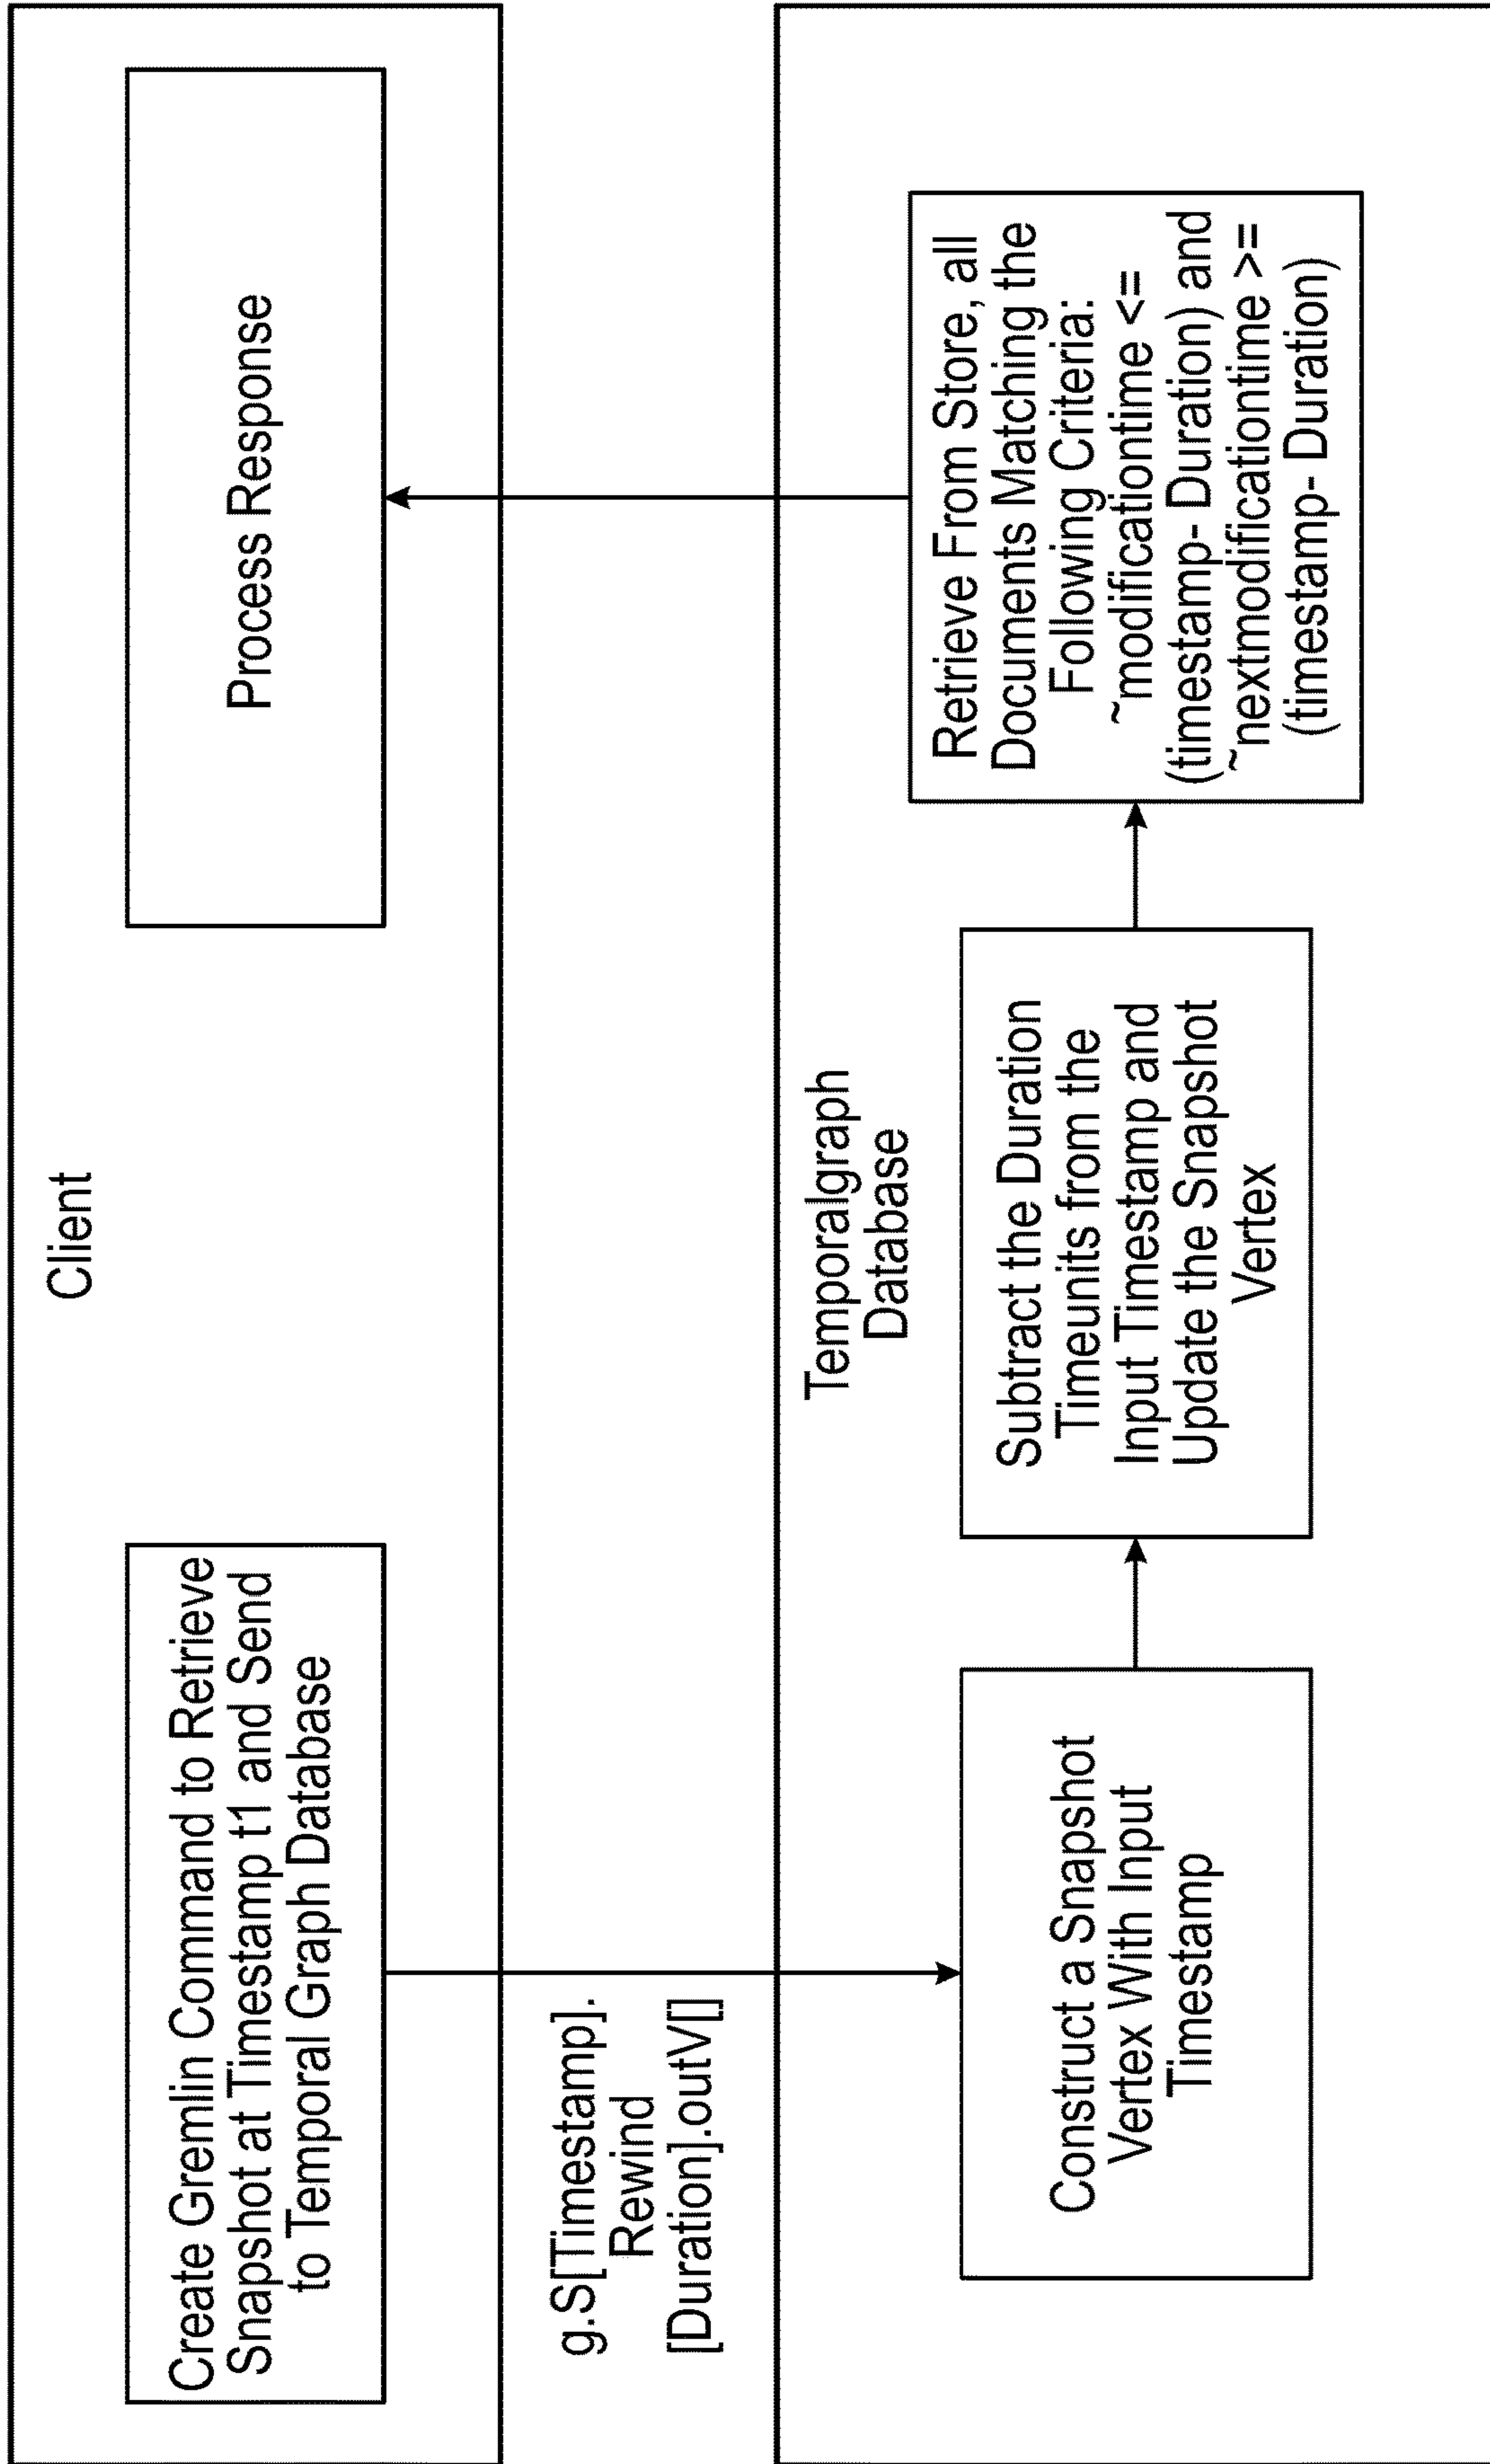 Client
Create Gremlin Command to Retrieve
Snapshot at Timestamp t1 and Send
to Temporal Graph Database
Process Response
g.S[Timestamp].
Rewind
[Duration].outV[]
Temporalgraph
Database
Construct a Snapshot
Vertex With Input
Timestamp
Subtract the Duration
Timeunits from the
Input Timestamp and
Update the Snapshot
Vertex
Retrieve From Store, all
Documents Matching the
Following Criteria:
~modificationtime <=
(timestamp- Duration) and
~nextmodificationtime >=
(timestamp- Duration)